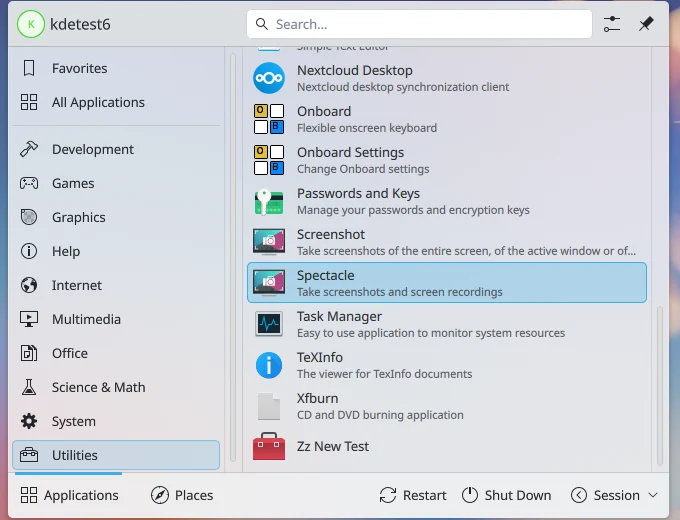 K
kdetest6
Search...
Favorites
All Applications
Development
Games
Graphics
Help
Internet
Multimedia
Office
Science & Math
System
Utilities
Simple Text Editor
Nextcloud Desktop
Nextcloud desktop synchronization client
Onboard
Flexible onscreen keyboard
Onboard Settings
Change Onboard settings
Passwords and Keys
Manage your passwords and encryption keys
Screenshot
Take screenshots of the entire screen, of the active window or of...
Spectacle
Take screenshots and screen recordings
Task Manager
Easy to use application to monitor system resources
TeXInfo
The viewer for TexInfo documents
Xfburn
CD and DVD burning application
Zz New Test
Applications
Places
Restart
Shut Down
Session